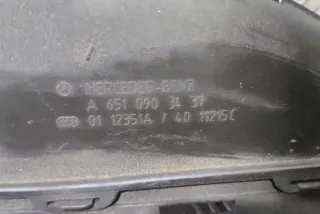 MERCEDES-BENZ
A 651 090 34 37
01 123514 / 40 11215C